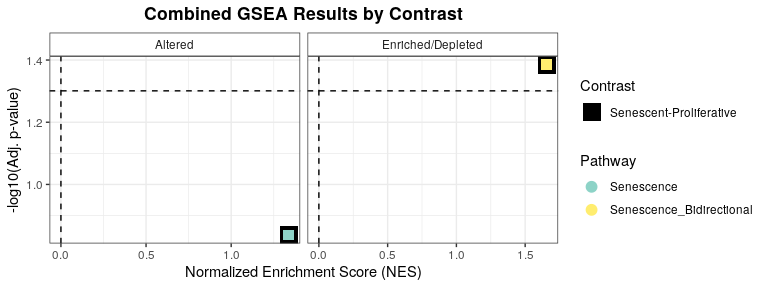 Combined GSEA Results by Contrast
Altered
Enriched/Depleted
-log10(Adj. p-value)
1.4
1.2
1.0
0.0 0.5 1.0
0.0 0.5 1.0 1.5
Normalized Enrichment Score (NES)
Contrast
Senescent-Proliferative
Pathway
Senescence
Senescence_Bidirectional